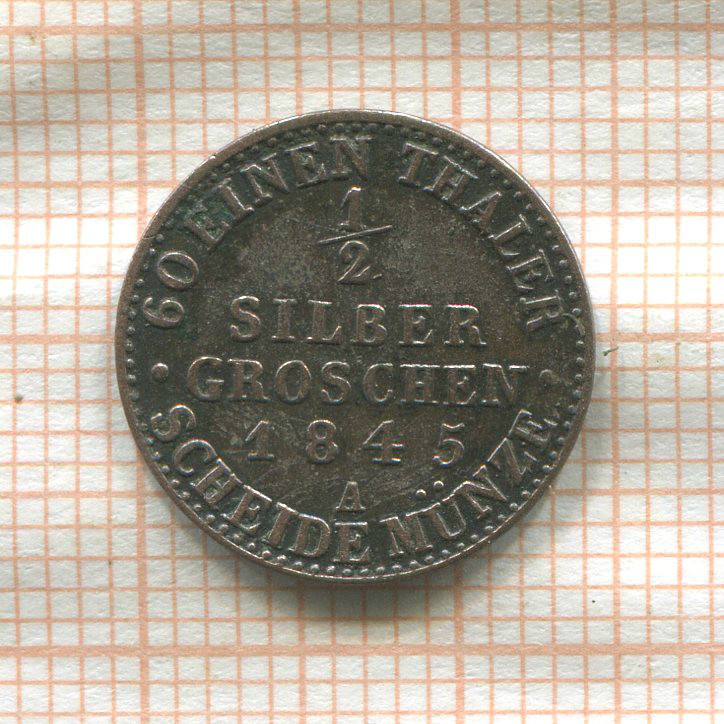 60 EINEN THALER
1/2
SILBER
GROSCHEN
1845
A
SCHEIDE MÜNZE